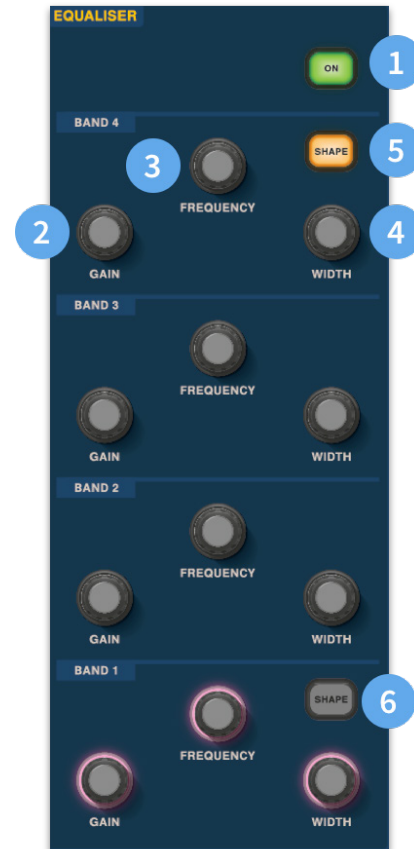 EQUALISER
ON
1
BAND 4
SHAPE
5
3
FREQUENCY
2
4
GAIN
WIDTH
BAND 3
FREQUENCY
GAIN
WIDTH
BAND 2
FREQUENCY
GAIN
WIDTH
BAND 1
SHAPE
6
FREQUENCY
GAIN
WIDTH